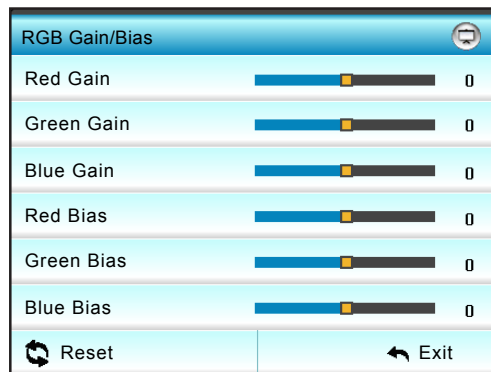 RGB Gain/Bias
Red Gain 0
Green Gain 0
Blue Gain 0
Red Bias 0
Green Bias 0
Blue Bias 0
Reset Exit